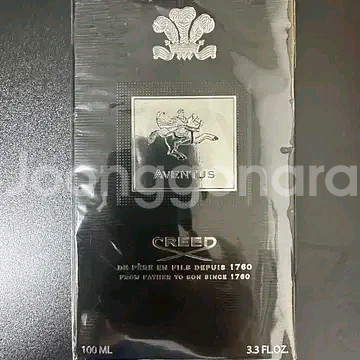 AVENTUS
Joonggonara
CREED
DE PÈRE EN FILS DEPUIS 1760
FROM FATHER TO SON SINCE 1760
100 ML 3.3 FL.OZ.